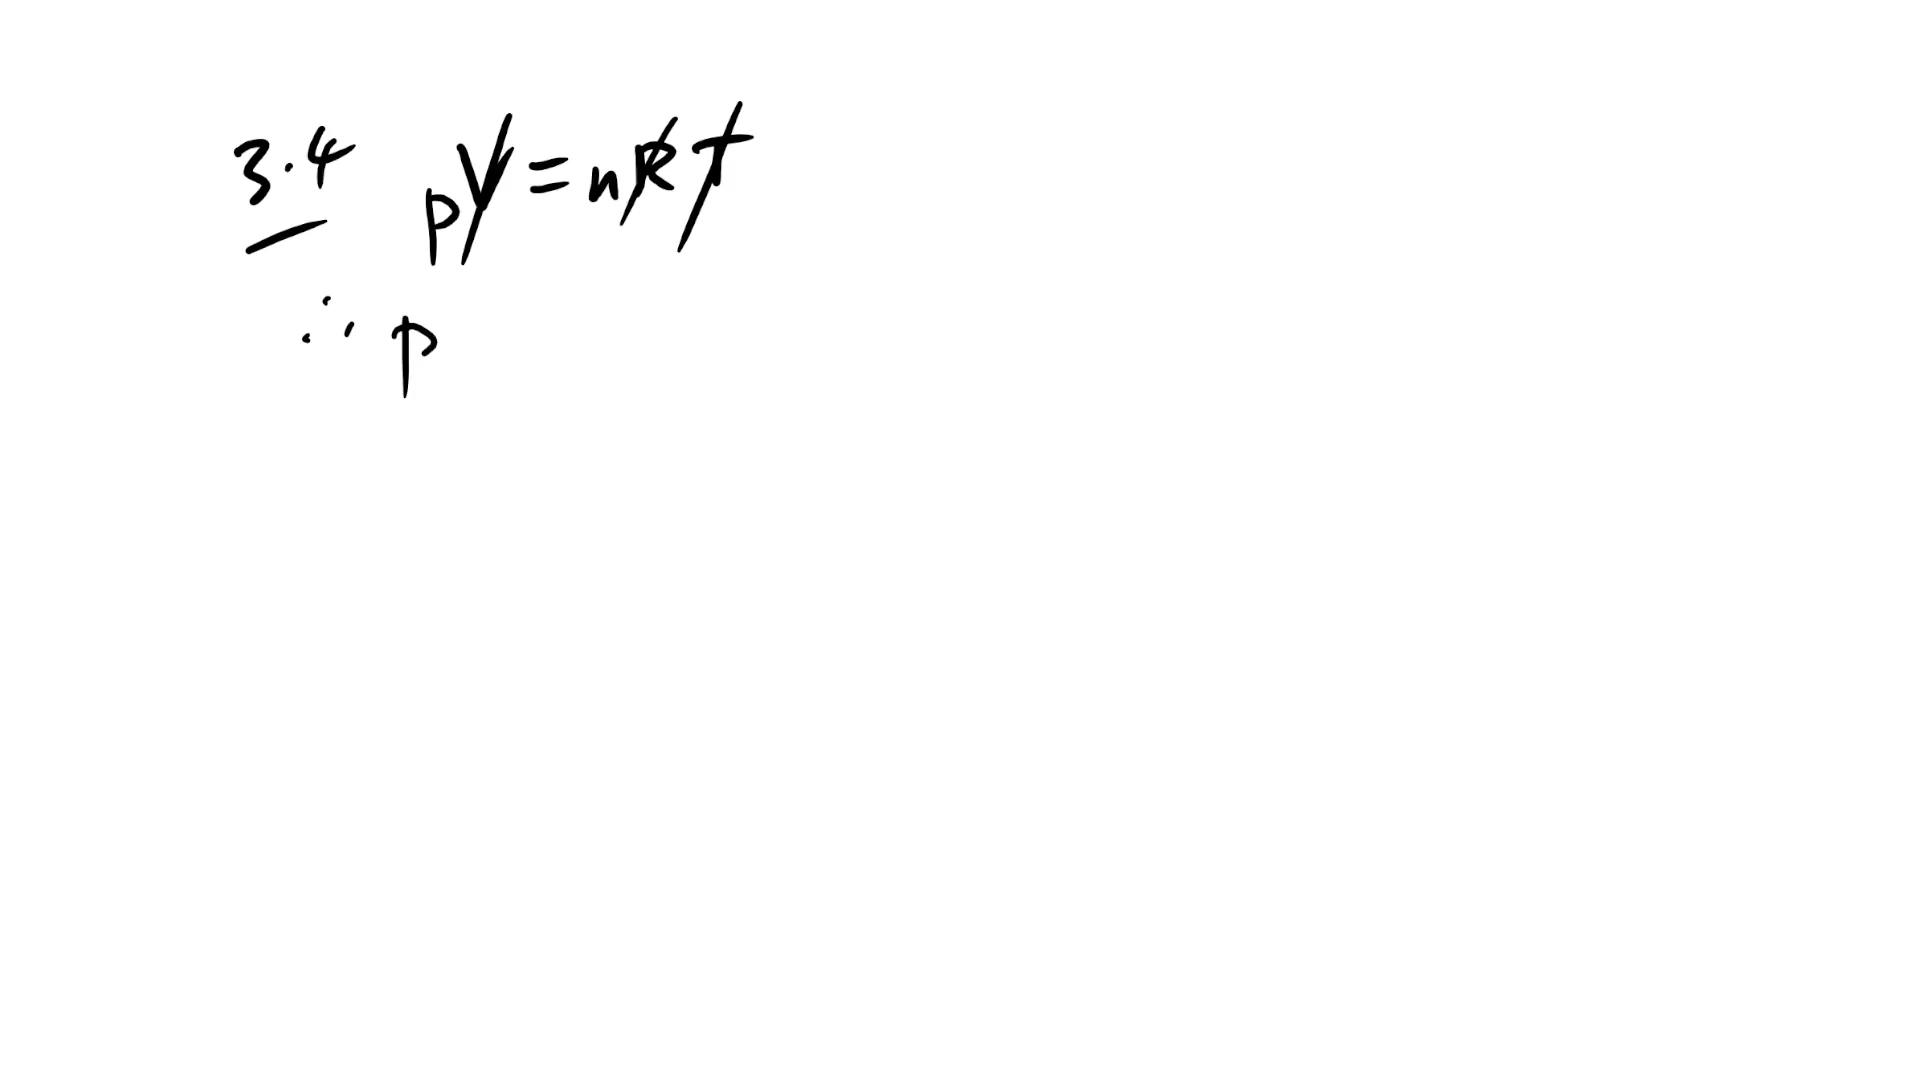 3.4 pV = nRT
∴ p